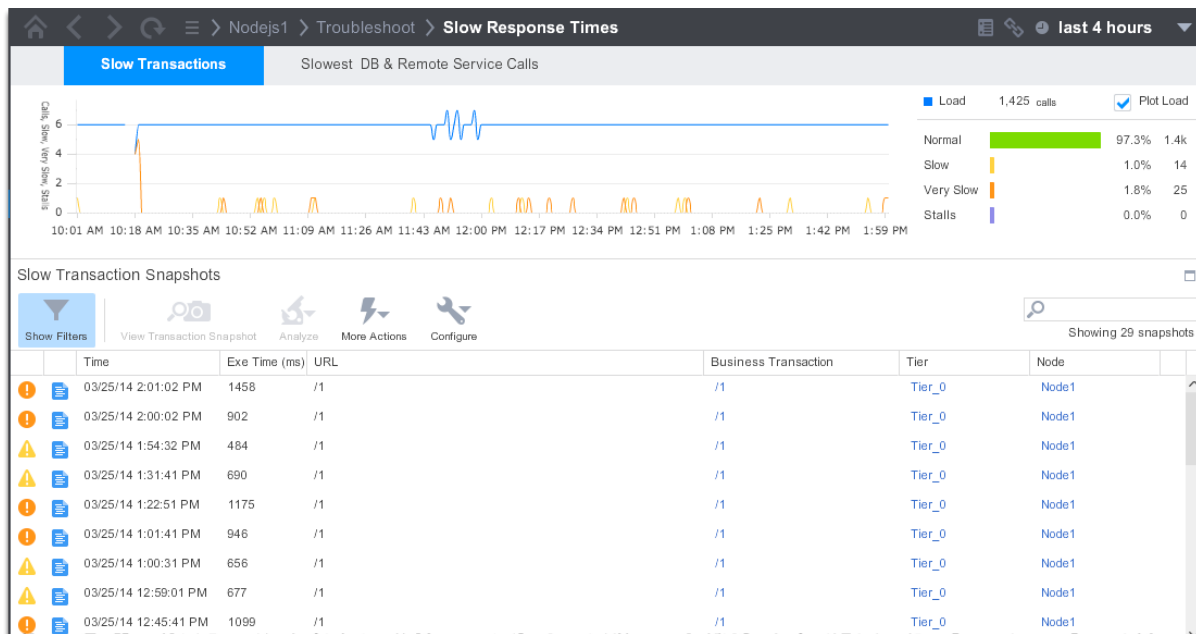 Nodejs1 Troubleshoot Slow Response Times last 4 hours
Slow Transactions Slowest DB & Remote Service Calls
Calls, Slow, Very Slow, Stalls
6
4
2
0
10:01 AM 10:18 AM 10:35 AM 10:52 AM 11:09 AM 11:26 AM 11:43 AM 12:00 PM 12:17 PM 12:34 PM 12:51 PM 1:08 PM 1:25 PM 1:42 PM 1:59 PM
Load 1,425 calls Plot Load
Normal 97.3% 1.4k
Slow 1.0% 14
Very Slow 1.8% 25
Stalls 0.0% 0
Slow Transaction Snapshots
Show Filters View Transaction Snapshot Analyze More Actions Configure
Showing 29 snapshots
Time Exe Time (ms) URL Business Transaction Tier Node
03/25/14 2:01:02 PM 1458 /1 /1 Tier_0 Node1
03/25/14 2:00:02 PM 902 /1 /1 Tier_0 Node1
03/25/14 1:54:32 PM 484 /1 /1 Tier_0 Node1
03/25/14 1:31:41 PM 690 /1 /1 Tier_0 Node1
03/25/14 1:22:51 PM 1175 /1 /1 Tier_0 Node1
03/25/14 1:01:41 PM 946 /1 /1 Tier_0 Node1
03/25/14 1:00:31 PM 656 /1 /1 Tier_0 Node1
03/25/14 12:59:01 PM 677 /1 /1 Tier_0 Node1
03/25/14 12:45:41 PM 1099 /1 /1 Tier_0 Node1